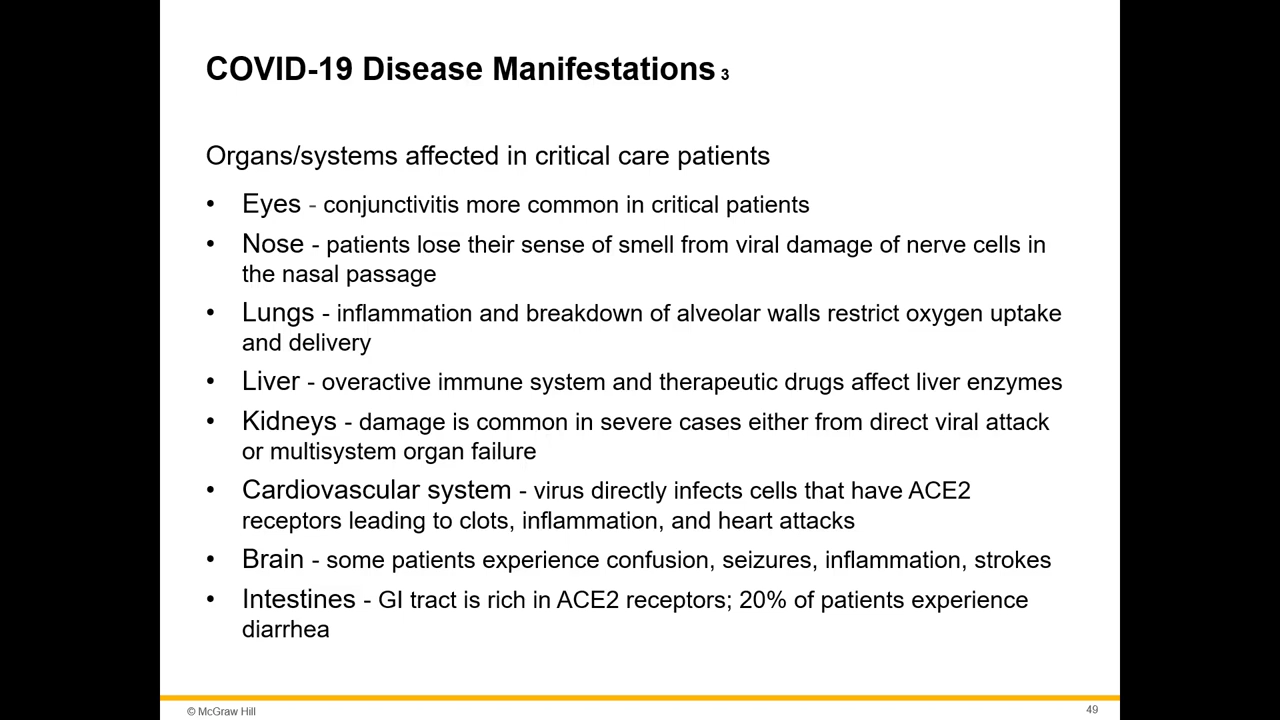 COVID-19 Disease Manifestations 3
Organs/systems affected in critical care patients
• Eyes - conjunctivitis more common in critical patients
• Nose - patients lose their sense of smell from viral damage of nerve cells in
the nasal passage
• Lungs - inflammation and breakdown of alveolar walls restrict oxygen uptake
and delivery
• Liver - overactive immune system and therapeutic drugs affect liver enzymes
• Kidneys - damage is common in severe cases either from direct viral attack
or multisystem organ failure
• Cardiovascular system - virus directly infects cells that have ACE2
receptors leading to clots, inflammation, and heart attacks
• Brain - some patients experience confusion, seizures, inflammation, strokes
• Intestines - GI tract is rich in ACE2 receptors; 20% of patients experience
diarrhea
© McGraw Hill
49